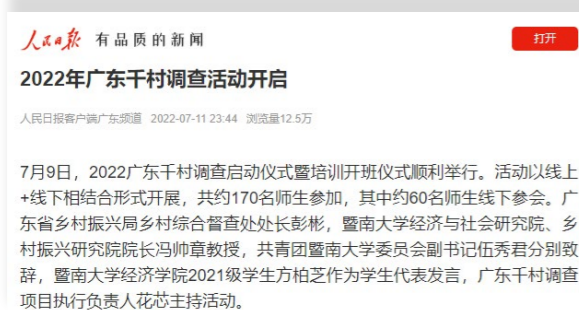 人民日报 有品质的新闻
打开
2022年广东千村调查活动开启
人民日报客户端广东频道 2022-07-11 23:44 浏览量12.5万
7月9日，2022广东千村调查启动仪式暨培训开班仪式顺利举行。活动以线上
+线下相结合形式开展，共约170名师生参加，其中约60名师生线下参会。广
东省乡村振兴局乡村综合督查处处长彭彬，暨南大学经济与社会研究院、乡
村振兴研究院院长冯帅章教授，共青团暨南大学委员会副书记伍秀君分别致
辞，暨南大学经济学院2021级学生方柏芝作为学生代表发言，广东千村调查
项目执行负责人花芯主持活动。